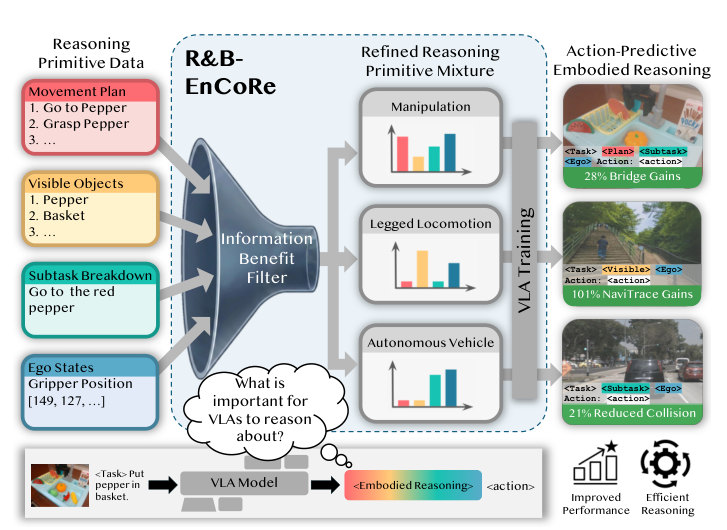 Reasoning
Primitive Data
Movement Plan
1. Go to Pepper
2. Grasp Pepper
3. ...
Visible Objects
1. Pepper
2. Basket
3. ...
Subtask Breakdown
Go to the red
pepper
Ego States
Gripper Position
[149, 127, ...]
R&B-
EnCoRe
Information
Benefit
Filter
Refined Reasoning
Primitive Mixture
Manipulation
Legged Locomotion
Autonomous Vehicle
VLA Training
Action-Predictive
Embodied Reasoning
<Task> <Plan> <Subtask>
<Ego> Action: <action>
28% Bridge Gains
<Task> <Visible> <Ego>
Action: <action>
101% NaviTrace Gains
<Task> <Subtask> <Ego>
Action: <action>
21% Reduced Collision
What is
important for
VLAs to reason
about?
<Task> Put
pepper in
basket.
VLA Model
<Embodied Reasoning>
<action>
Improved
Performance
Efficient
Reasoning